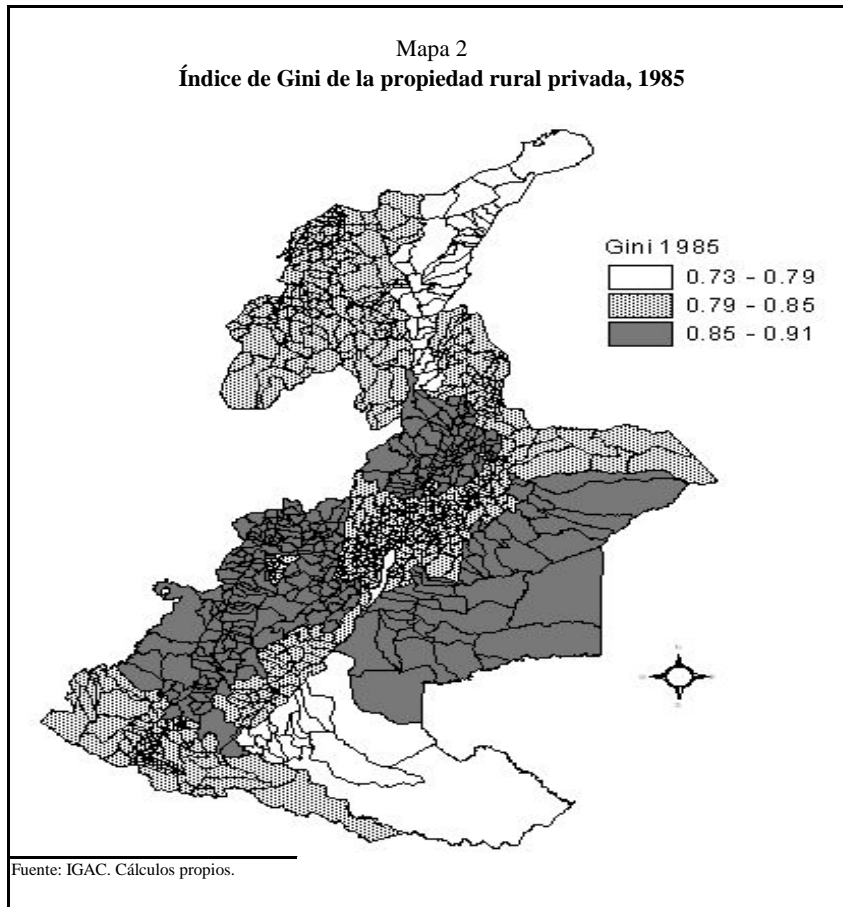 Mapa 2
Índice de Gini de la propiedad rural privada, 1985
Gini 1985
0.73 - 0.79
0.79 - 0.85
0.85 - 0.91
Fuente: IGAC. Cálculos propios.